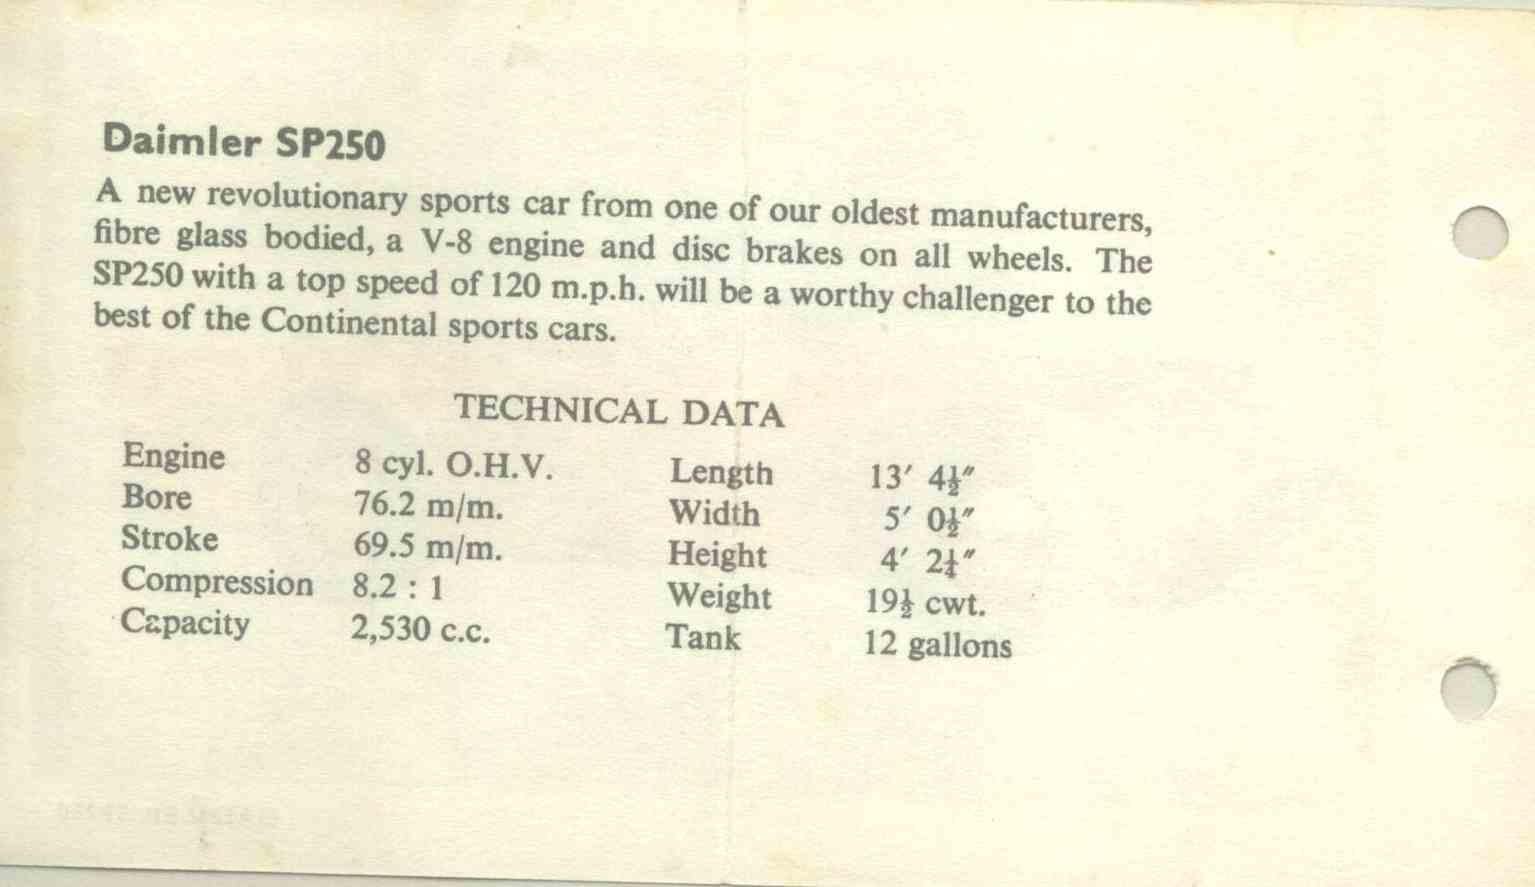 Daimler SP250
A new revolutionary sports car from one of our oldest manufacturers,
fibre glass bodied, a V-8 engine and disc brakes on all wheels. The
SP250 with a top speed of 120 m.p.h. will be a worthy challenger to the
best of the Continental sports cars.
TECHNICAL DATA
Engine 8 cyl. O.H.V. Length 13′ 4½″
Bore 76.2 m/m. Width 5′ 0½″
Stroke 69.5 m/m. Height 4′ 2¼″
Compression 8.2 : 1 Weight 19½ cwt.
Capacity 2,530 c.c. Tank 12 gallons